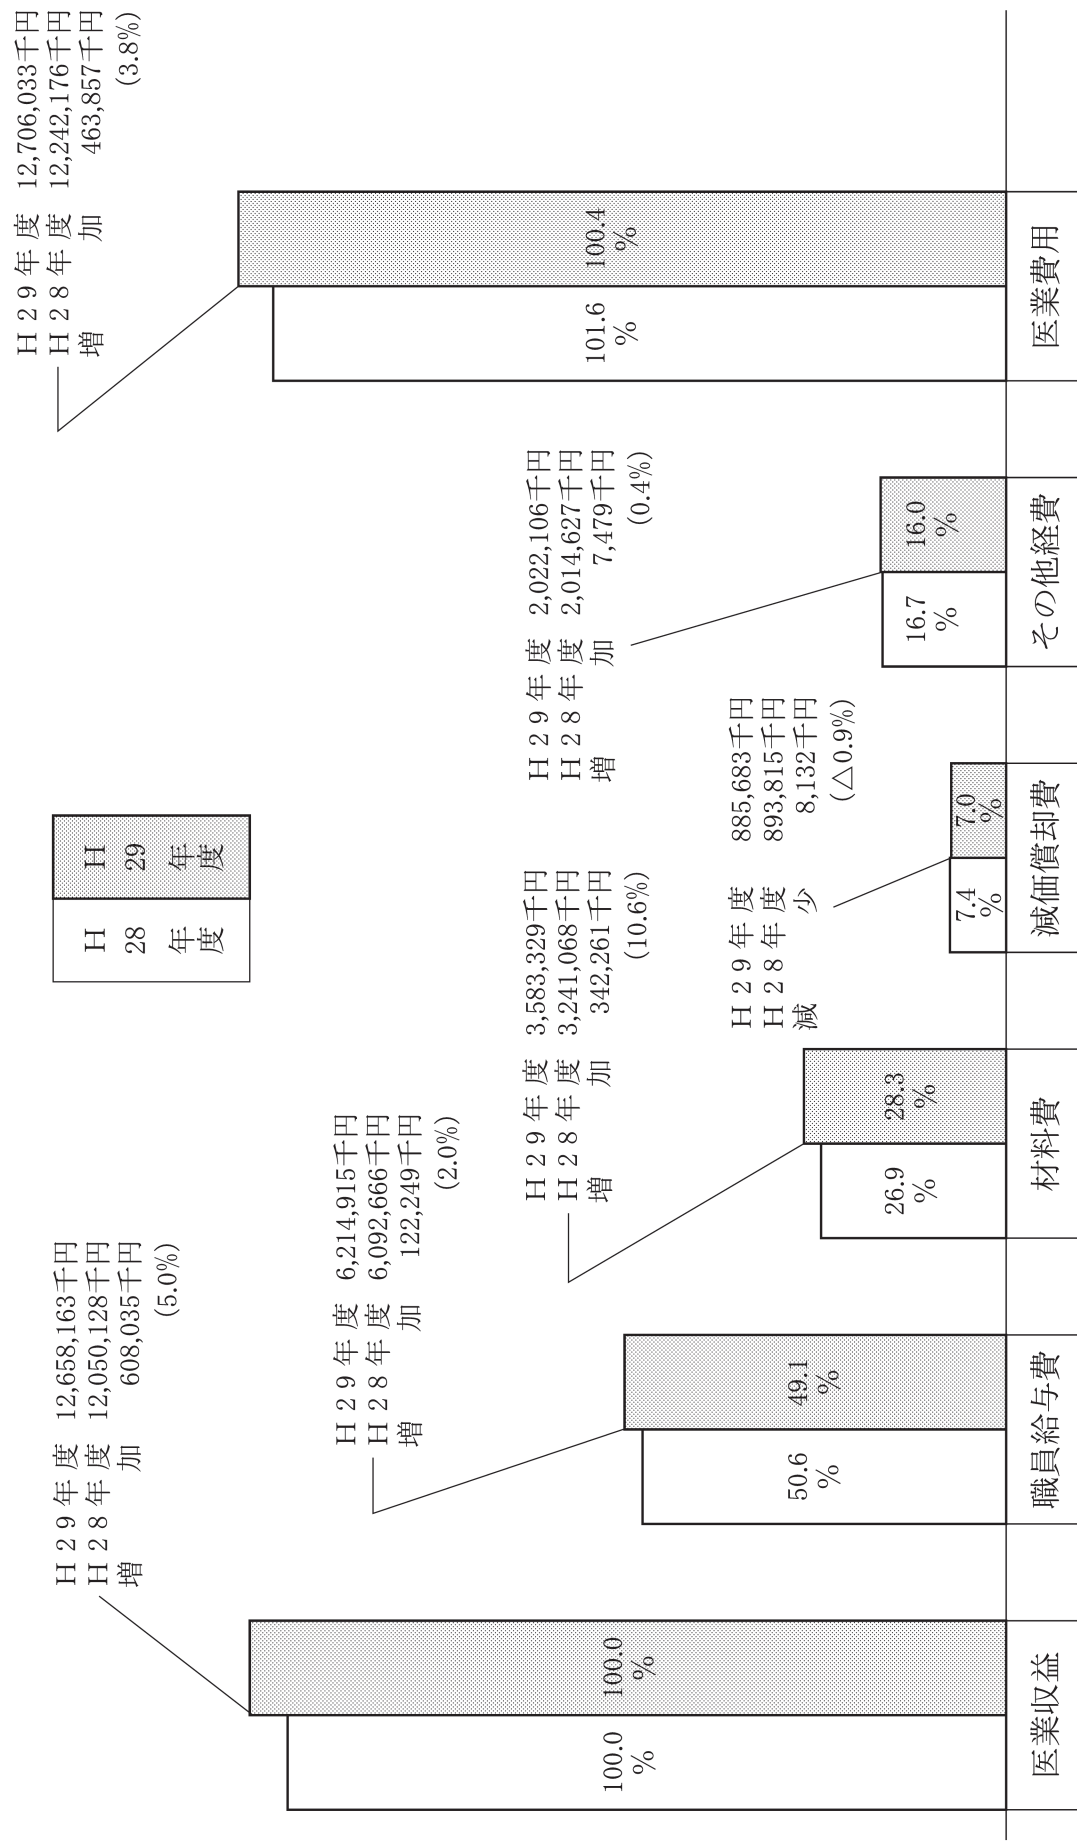 H29年度 12,658,163千円
H28年度 12,050,128千円
増加 608,035千円
(5.0%)
100.0
%
100.0
%
医業収益
H29年度 6,214,915千円
H28年度 6,092,666千円
増加 122,249千円
(2.0%)
50.6
%
49.1
%
職員給与費
H29年度 3,583,329千円
H28年度 3,241,068千円
増加 342,261千円
(10.6%)
26.9
%
28.3
%
材料費
H
28
年度
H
29
年度
H29年度 885,683千円
H28年度 893,815千円
減少 8,132千円
(△0.9%)
7.4
%
7.0
%
減価償却費
H29年度 2,022,106千円
H28年度 2,014,627千円
増加 7,479千円
(0.4%)
16.7
%
16.0
%
その他経費
H29年度 12,706,033千円
H28年度 12,242,176千円
増加 463,857千円
(3.8%)
101.6
%
100.4
%
医業費用